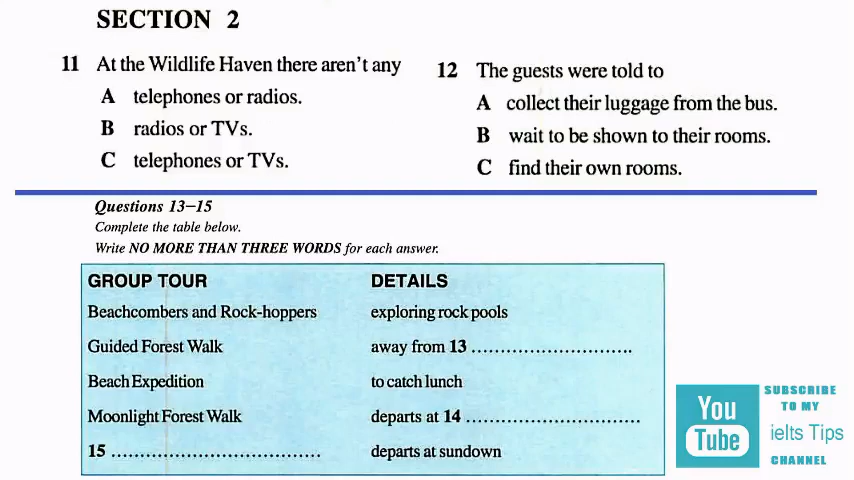 SECTION 2
11 At the Wildlife Haven there aren't any
A telephones or radios.
B radios or TVs.
C telephones or TVs.
12 The guests were told to
A collect their luggage from the bus.
B wait to be shown to their rooms.
C find their own rooms.
Questions 13–15
Complete the table below.
Write NO MORE THAN THREE WORDS for each answer.
GROUP TOUR DETAILS
Beachcombers and Rock-hoppers exploring rock pools
Guided Forest Walk away from 13 ................................
Beach Expedition to catch lunch
Moonlight Forest Walk departs at 14 ...................................
15 .................................... departs at sundown
You
Tube
SUBSCRIBE
TO MY
ielts Tips
CHANNEL